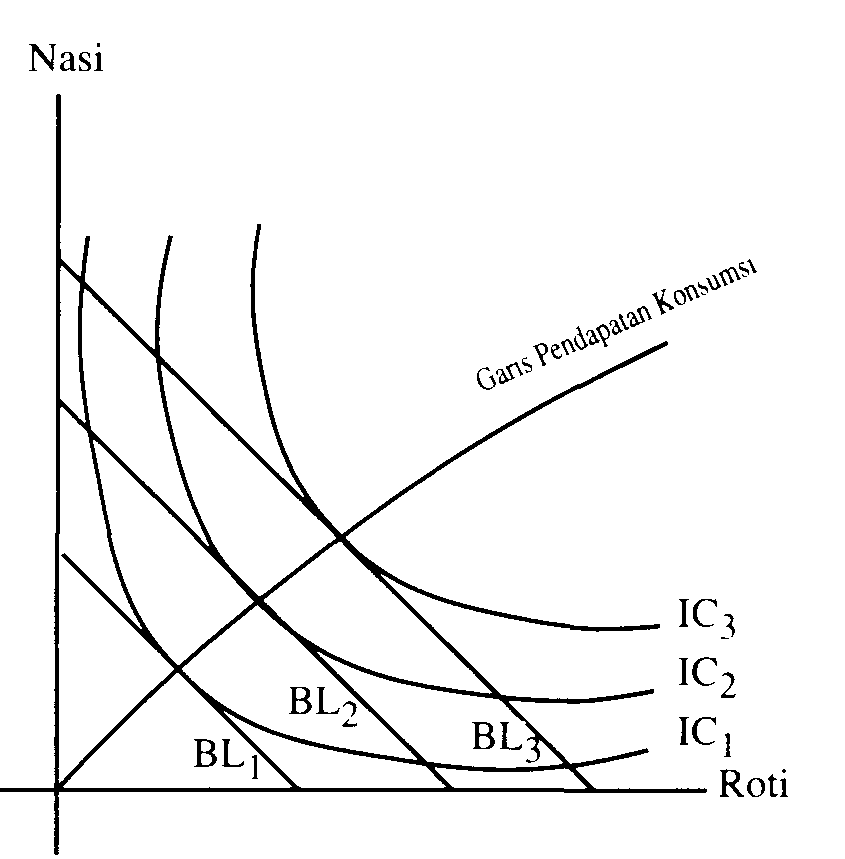 Nasi
Garis Pendapatan Konsumsi
IC3
IC2
IC1
BL1
BL2
BL3
Roti